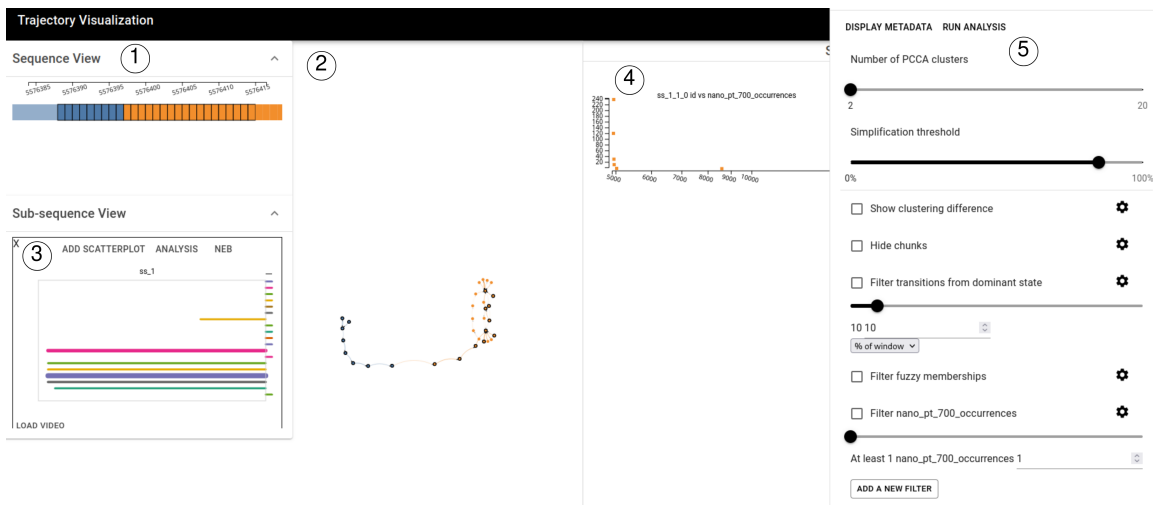 Trajectory Visualization
Sequence View
1
5576385 5576390 5576395 5576400 5576405 5576410 5576415
Sub-sequence View
X
3
ADD SCATTERPLOT ANALYSIS NEB
ss_1
LOAD VIDEO
2
S
4
ss_1_1_0 id vs nano_pt_700_occurrences
240
220
200
180
160
140
120
100
80
60
40
20
5000 6000 7000 8000 9000 10000
DISPLAY METADATA RUN ANALYSIS
5
Number of PCCA clusters
2 20
Simplification threshold
0% 100%
Show clustering difference
Hide chunks
Filter transitions from dominant state
10 10
% of window
Filter fuzzy memberships
Filter nano_pt_700_occurrences
At least 1 nano_pt_700_occurrences 1
ADD A NEW FILTER